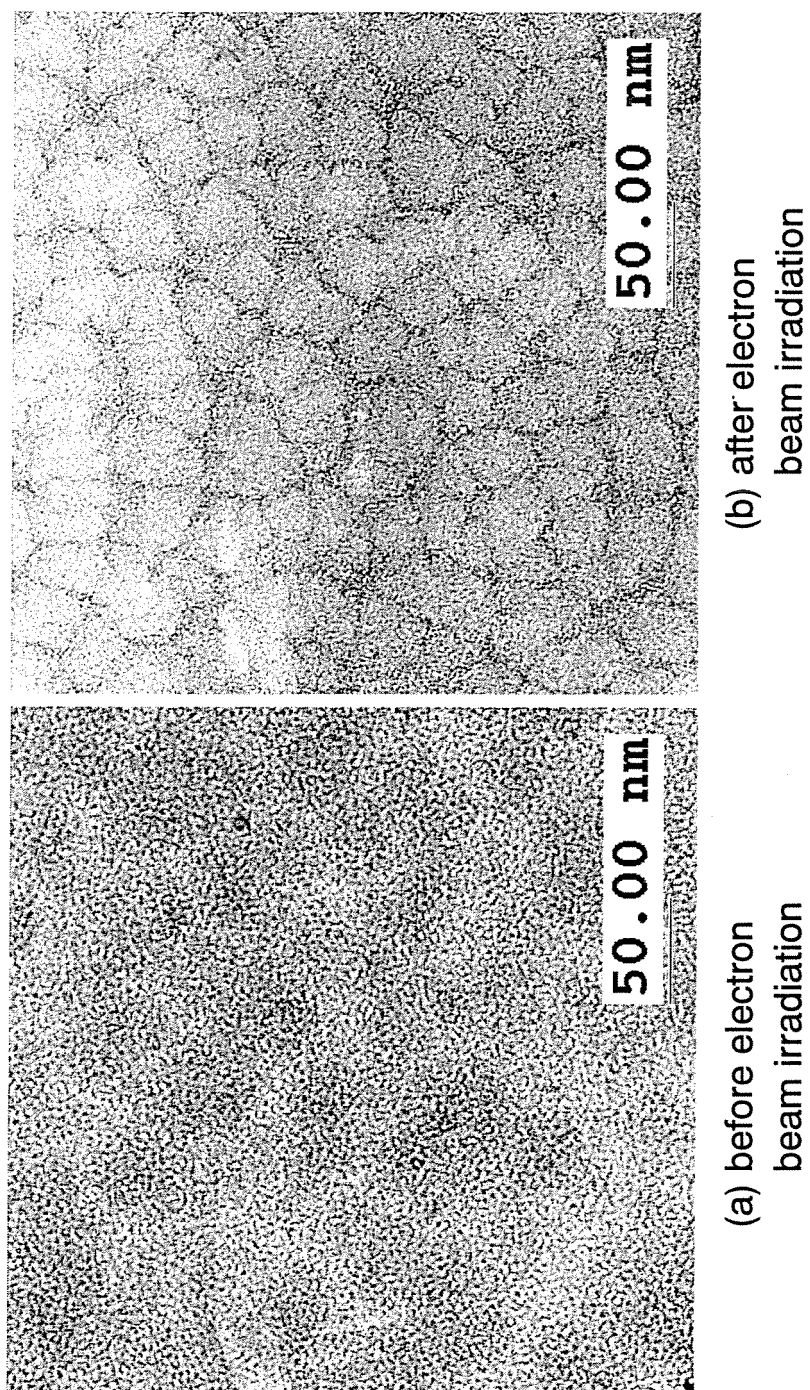 50.00 nm
(a) before electron
beam irradiation
50.00 nm
(b) after electron
beam irradiation